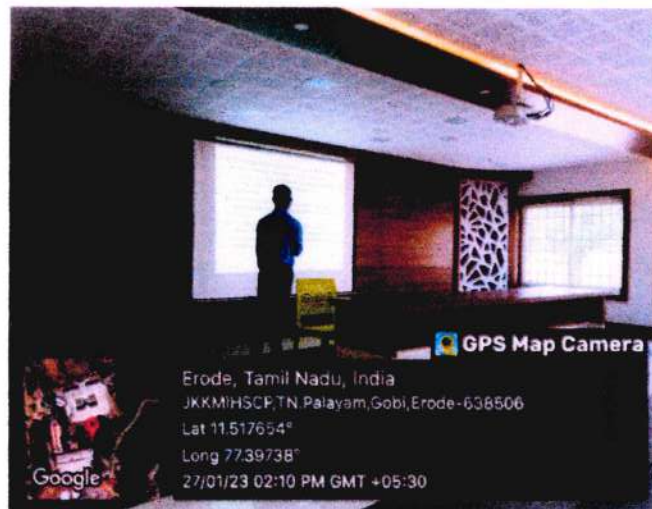 GPS Map Camera
Erode, Tamil Nadu, India
JKKMIHSCP,TN.Palayam,Gobi,Erode-638506
Lat 11.517654°
Long 77.39738°
27/01/23 02:10 PM GMT +05:30
Google